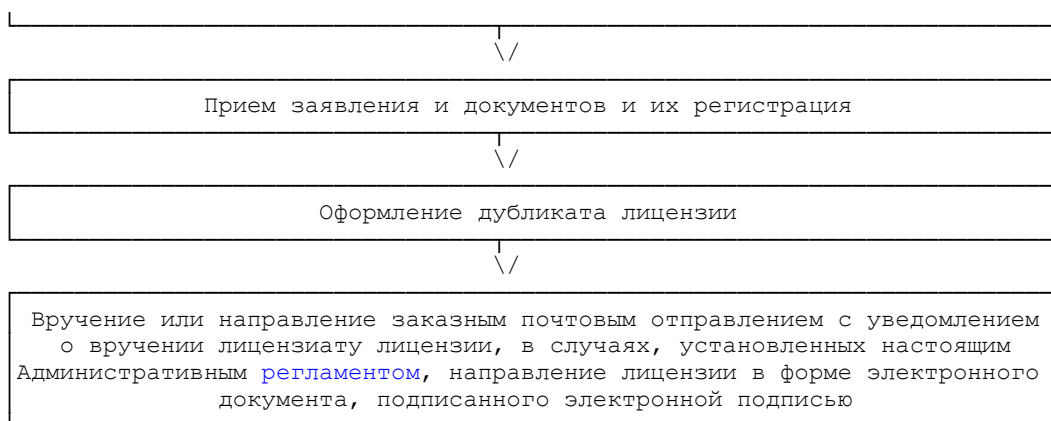 Прием заявления и документов и их регистрация
Оформление дубликата лицензии
Вручение или направление заказным почтовым отправлением с уведомлением
о вручении лицензиату лицензии, в случаях, установленных настоящим
Административным регламентом, направление лицензии в форме электронного
документа, подписанного электронной подписью